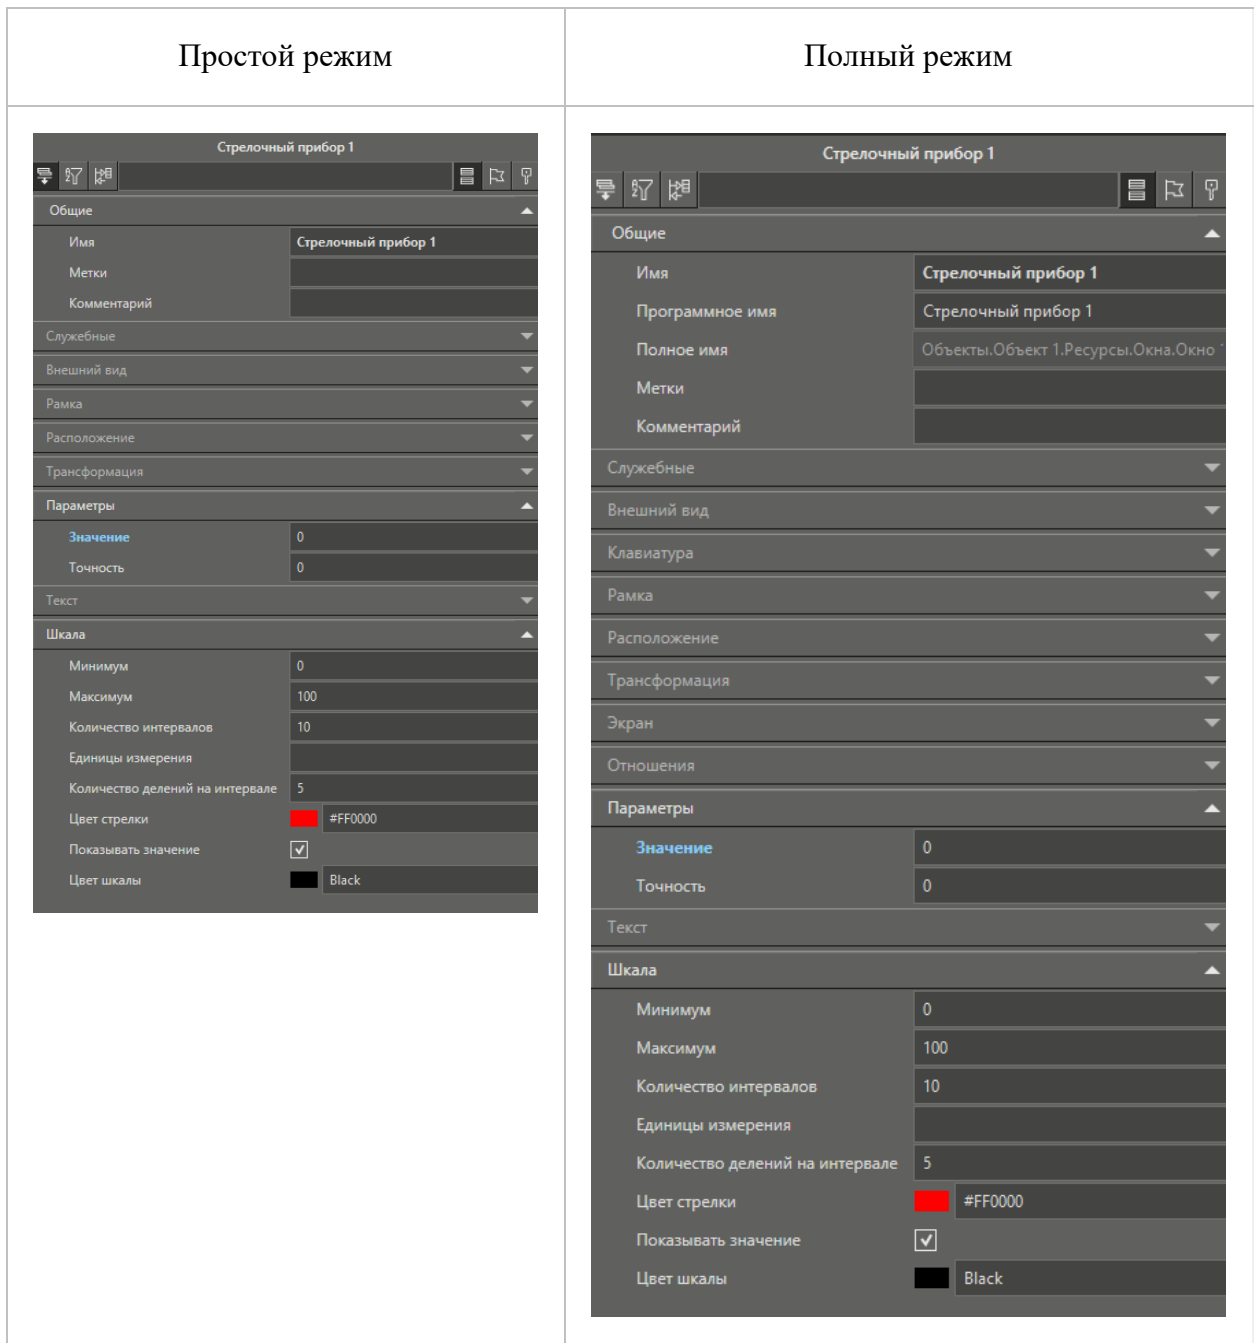 Простой режим
Полный режим
Стрелочный прибор 1
Общие
Имя Стрелочный прибор 1
Метки
Комментарий
Служебные
Внешний вид
Рамка
Расположение
Трансформация
Параметры
Значение 0
Точность 0
Текст
Шкала
Минимум 0
Максимум 100
Количество интервалов 10
Единицы измерения
Количество делений на интервале 5
Цвет стрелки #FF0000
Показывать значение
Цвет шкалы Black
Стрелочный прибор 1
Общие
Имя Стрелочный прибор 1
Программное имя Стрелочный прибор 1
Полное имя Объекты.Объект 1.Ресурсы.Окна.Окно
Метки
Комментарий
Служебные
Внешний вид
Клавиатура
Рамка
Расположение
Трансформация
Экран
Отношения
Параметры
Значение 0
Точность 0
Текст
Шкала
Минимум 0
Максимум 100
Количество интервалов 10
Единицы измерения
Количество делений на интервале 5
Цвет стрелки #FF0000
Показывать значение
Цвет шкалы Black